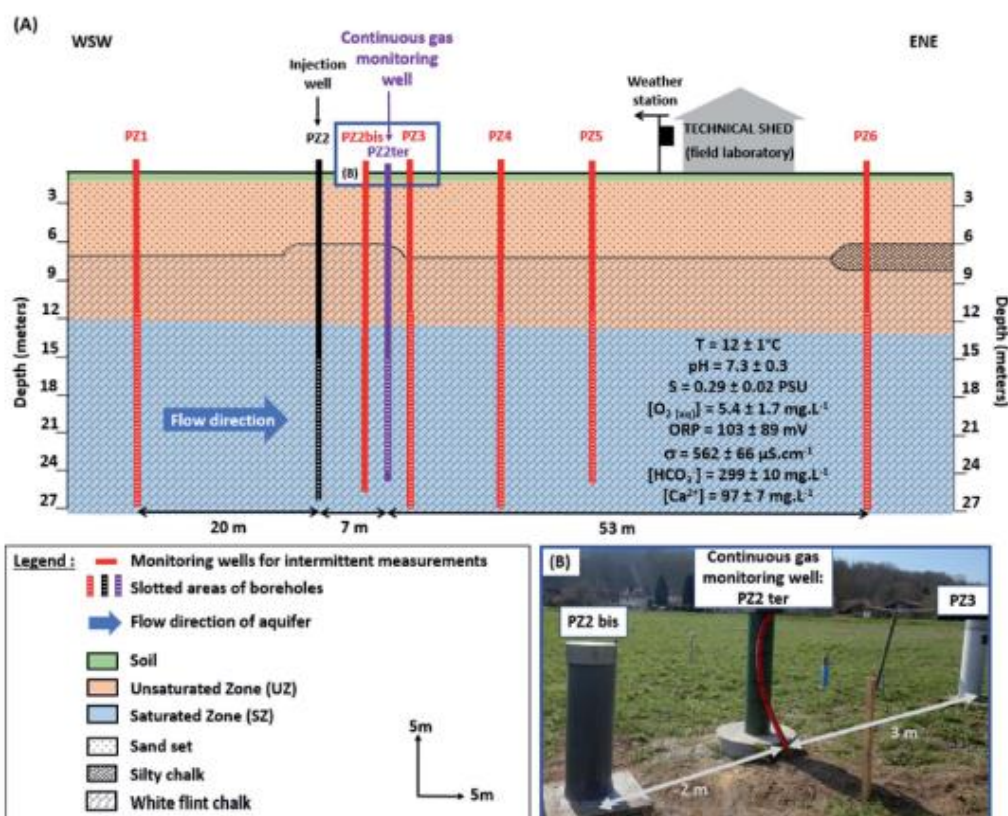 (A)
WSW
ENE
Continuous gas
monitoring
well
Injection
well
Weather
station
TECHNICAL SHED
(field laboratory)
PZ1
PZ2
PZ2bis
PZ2ter
PZ3
PZ4
PZ5
PZ6
(B)
3
6
9
12
15
18
21
24
27
Depth (meters)
3
6
9
12
15
18
21
24
27
Depth (meters)
Flow direction
T = 12 ± 1°C
pH = 7.3 ± 0.3
S = 0.29 ± 0.02 PSU
[O2 (aq)] = 5.4 ± 1.7 mg.L-1
ORP = 103 ± 89 mV
σ = 562 ± 66 µS.cm-1
[HCO3-] = 299 ± 10 mg.L-1
[Ca2+] = 97 ± 7 mg.L-1
20 m
7 m
53 m
Legend :
Monitoring wells for intermittent measurements
Slotted areas of boreholes
Flow direction of aquifer
Soil
Unsaturated Zone (UZ)
Saturated Zone (SZ)
Sand set
Silty chalk
White flint chalk
5m
5m
(B)
Continuous gas
monitoring well:
PZ2 ter
PZ2 bis
PZ3
2 m
3 m